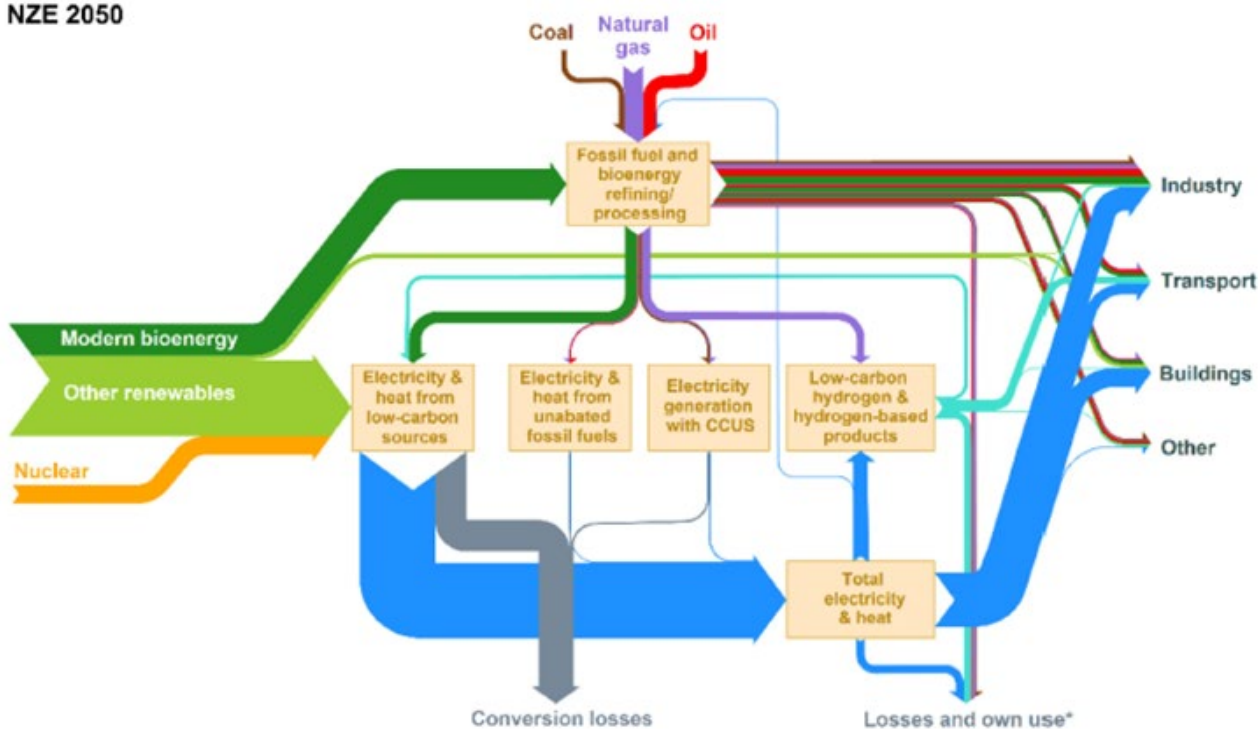 NZE 2050
Coal
Natural
gas
Oil
Fossil fuel and
bioenergy
refining/
processing
Industry
Transport
Modern bioenergy
Other renewables
Electricity &
heat from
low-carbon
sources
Electricity &
heat from
unabated
fossil fuels
Electricity
generation
with CCUS
Low-carbon
hydrogen &
hydrogen-based
products
Buildings
Other
Nuclear
Total
electricity
& heat
Conversion losses
Losses and own use*